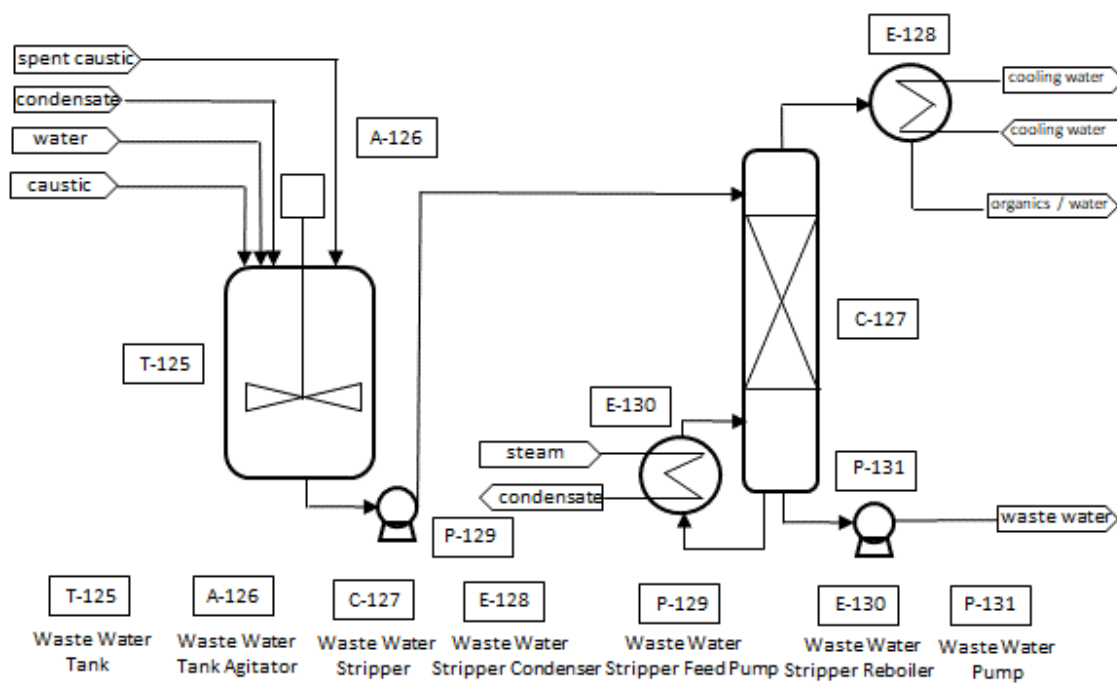 E-128
spent caustic
cooling water
condensate
cooling water
water
A-126
caustic
organics / water
C-127
T-125
E-130
steam
P-131
condensate
waste water
P-129
T-125
A-126
C-127
E-128
P-129
E-130
P-131
Waste Water
Tank
Waste Water
Tank Agitator
Waste Water
Stripper
Waste Water
Stripper Condenser
Waste Water
Stripper Feed Pump
Waste Water
Stripper Reboiler
Waste Water
Pump